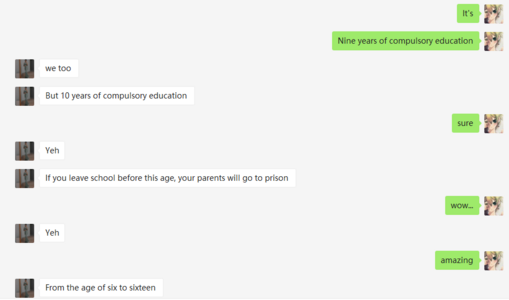 It's
Nine years of compulsory education
we too
But 10 years of compulsory education
sure
Yeh
If you leave school before this age, your parents will go to prison
wow...
Yeh
amazing
From the age of six to sixteen